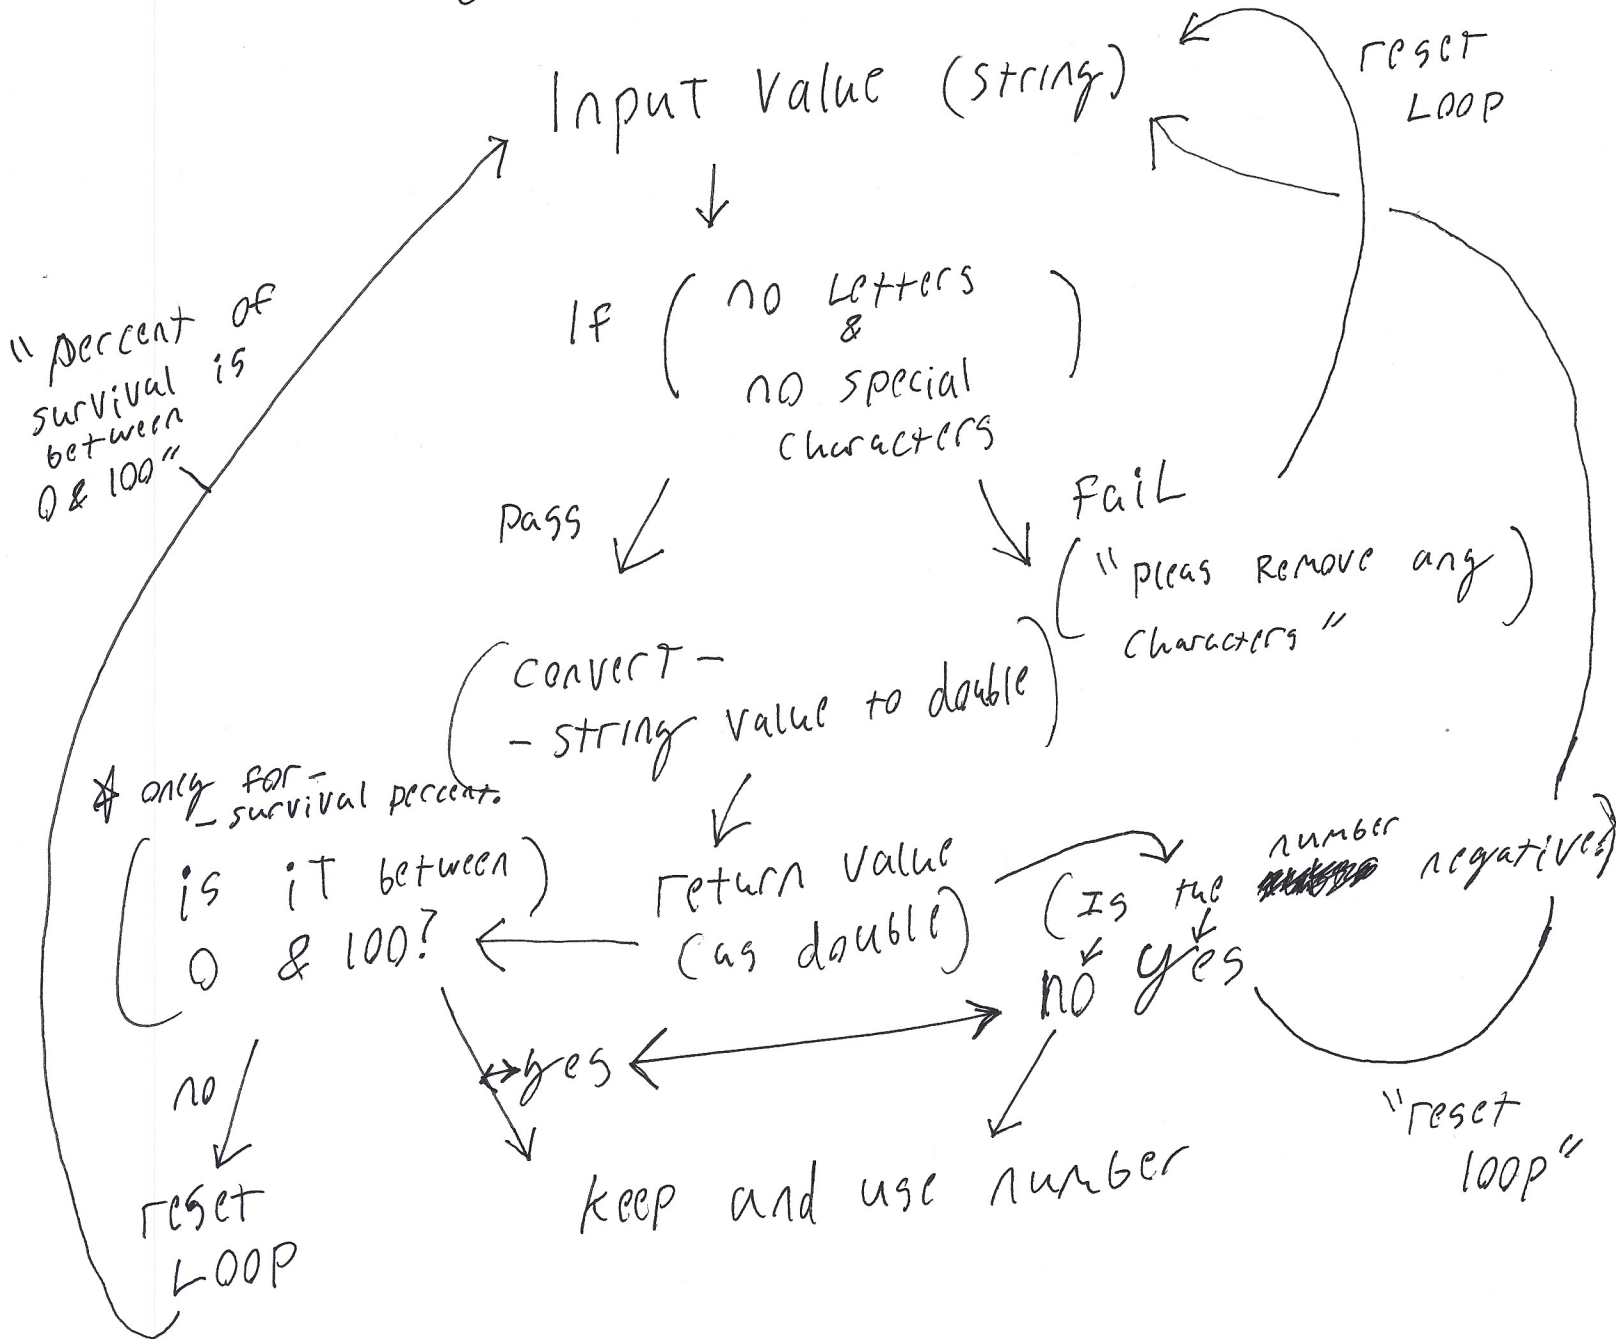 Input Value (string)
reset
LOOP
If ( no Letters
&
no special
characters )
"percent of
survival is
between
0 & 100"
pass
Fail
( "pleas Remove any )
characters"
( convert -
- string value to double )
* only for -
- survival percent.
( is it between )
0 & 100?
return value
(as double)
(Is the number negative?)
no yes
yes
no
reset
LOOP
keep and use number
"reset
loop"